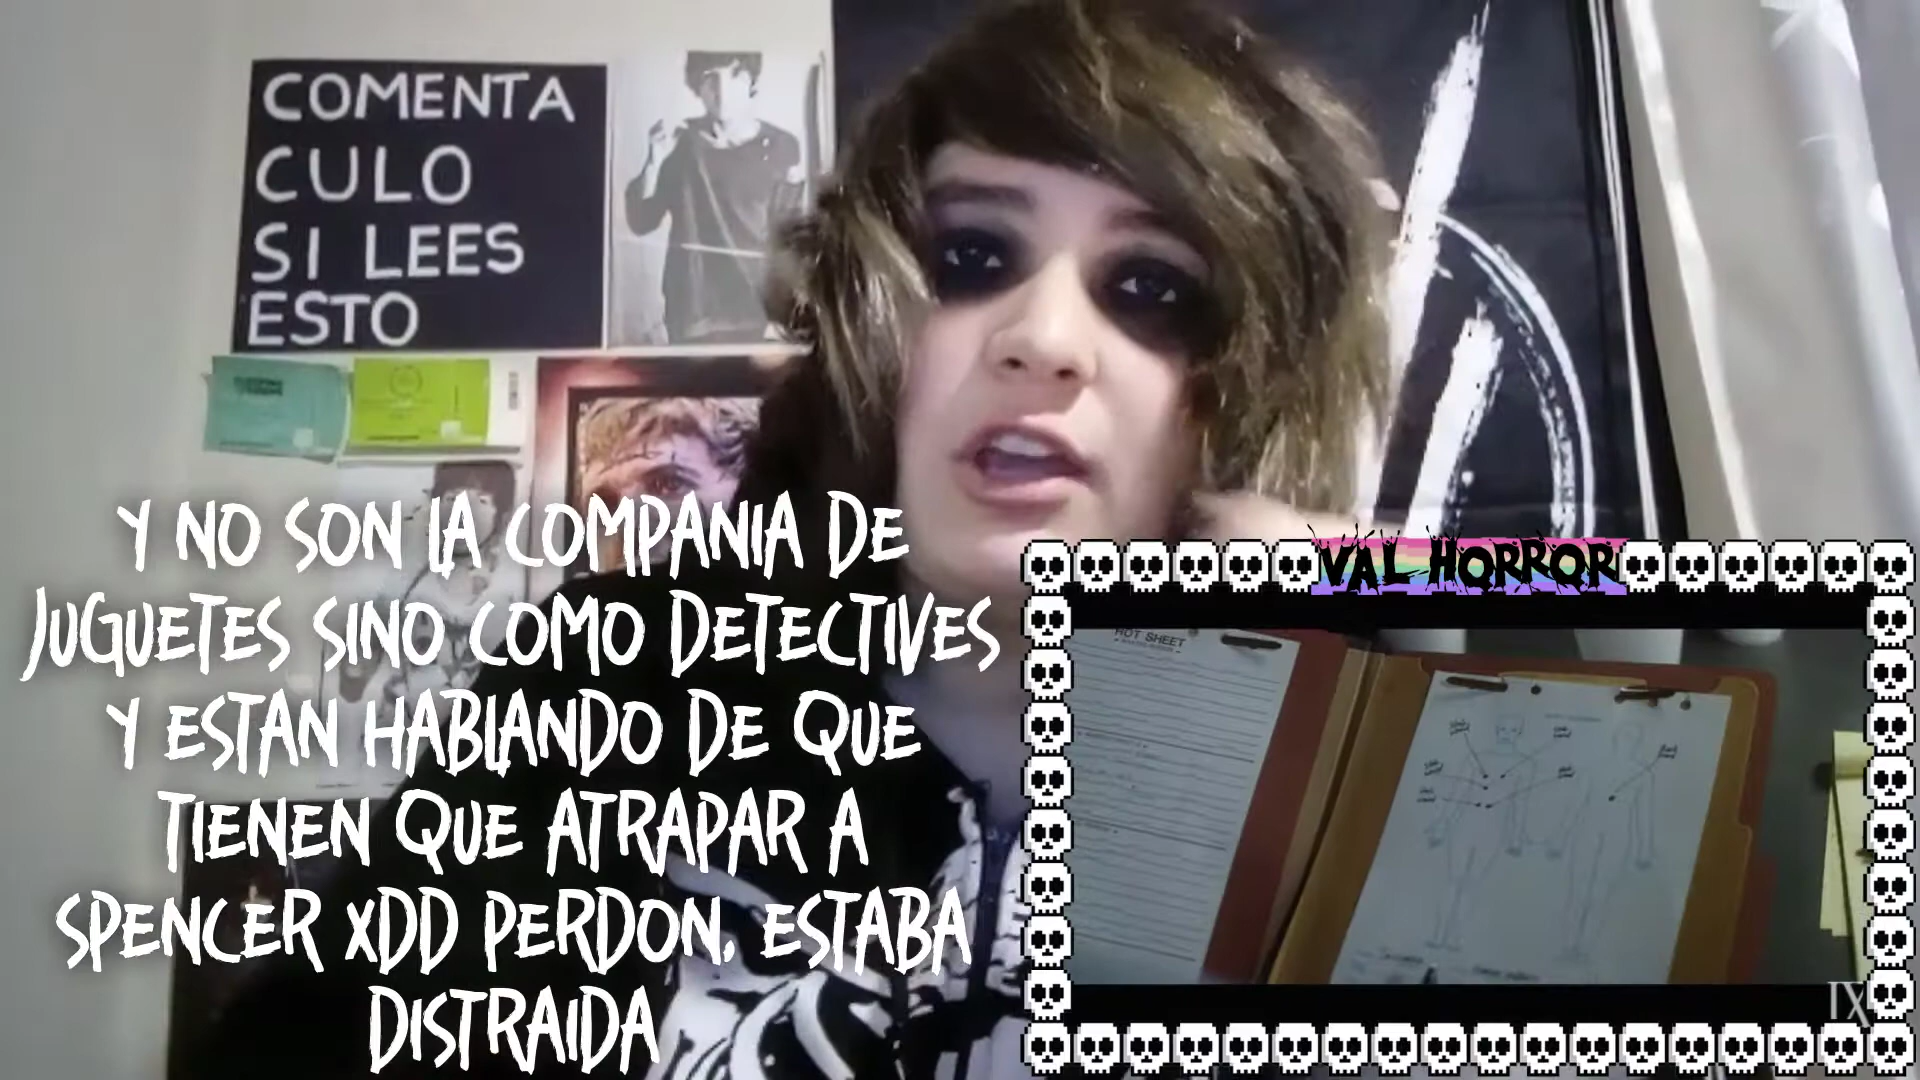 COMENTA
CULO
SI LEES
ESTO
Y NO SON LA COMPANIA DE
JUGUETES SINO COMO DETECTIVES
Y ESTAN HABLANDO DE QUE
TIENEN QUE ATRAPAR A
SPENCER XDD PERDON, ESTABA
DISTRAIDA
VAL HORROR
HOT SHEET
IX